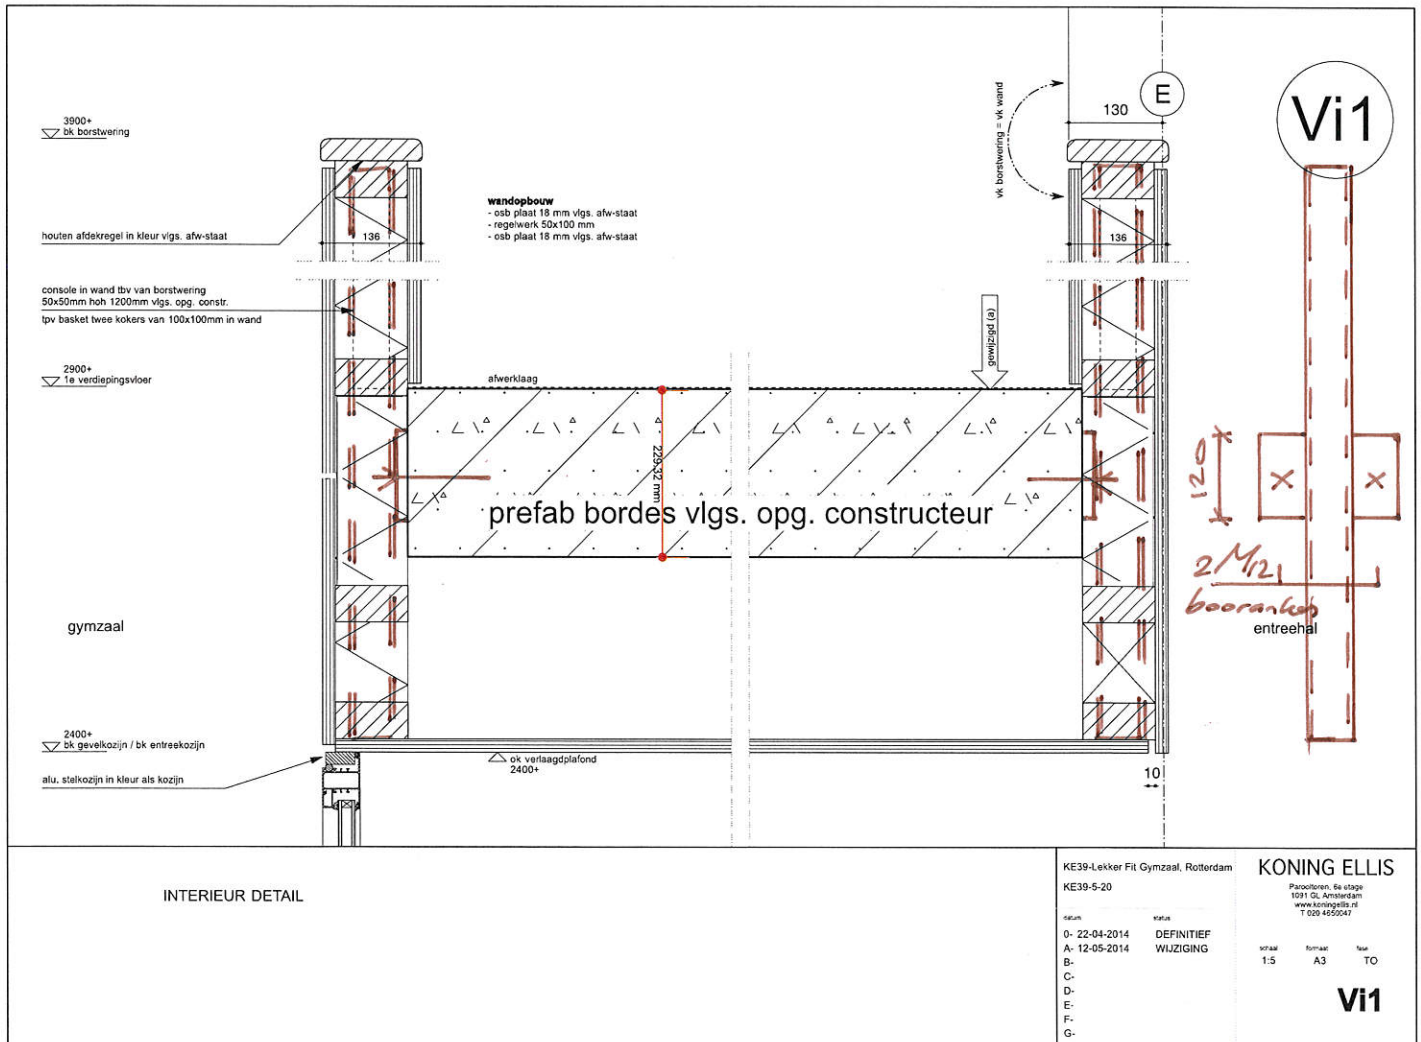 3900+
bk borstwering
houten afdekregel in kleur vlgs. afw-staat
console in wand tbv van borstwering
50x50mm hoh 1200mm vlgs. opg. constr.
tpv basket twee kokers van 100x100mm in wand
2900+
1e verdiepingsvloer
136
wandopbouw
- osb plaat 18 mm vlgs. afw-staat
- regelwerk 50x100 mm
- osb plaat 18 mm vlgs. afw-staat
afwerklaag
gewijzigd (a)
vk borstwering = vk wand
130
E
136
Vi1
229,32 mm
prefab bordes vlgs. opg. constructeur
120
X
X
2 M12
boorankers
entreehal
gymzaal
2400+
bk gevelkozijn / bk entreekozijn
alu. stelkozijn in kleur als kozijn
ok verlaagdplafond
2400+
10
INTERIEUR DETAIL
KE39-Lekker Fit Gymzaal, Rotterdam
KE39-5-20
datum status
0- 22-04-2014 DEFINITIEF
A- 12-05-2014 WIJZIGING
B-
C-
D-
E-
F-
G-
KONING ELLIS
Parooltoren, 6e etage
1091 GL Amsterdam
www.koningellis.nl
T 020 4650047
schaal formaat fase
1:5 A3 TO
Vi1